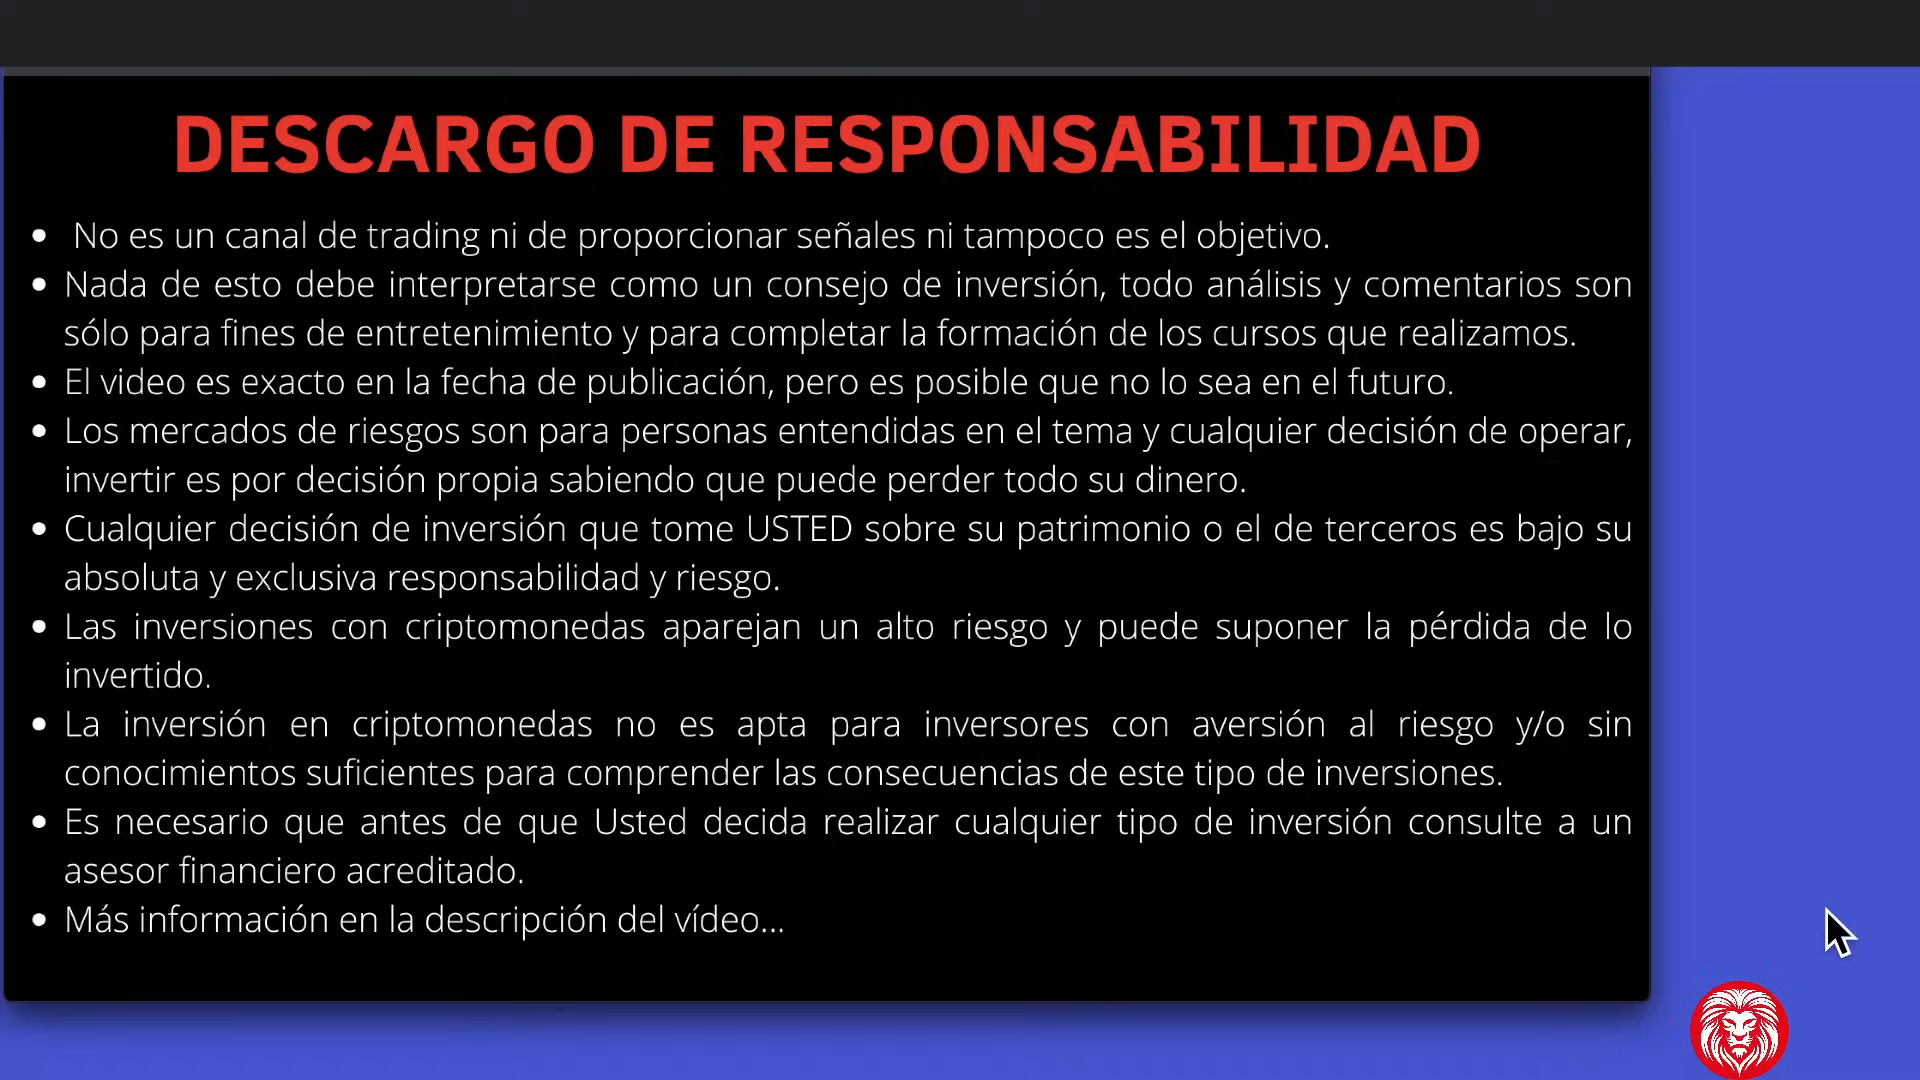 DESCARGO DE RESPONSABILIDAD
• No es un canal de trading ni de proporcionar señales ni tampoco es el objetivo.
• Nada de esto debe interpretarse como un consejo de inversión, todo análisis y comentarios son
sólo para fines de entretenimiento y para completar la formación de los cursos que realizamos.
• El video es exacto en la fecha de publicación, pero es posible que no lo sea en el futuro.
• Los mercados de riesgos son para personas entendidas en el tema y cualquier decisión de operar,
invertir es por decisión propia sabiendo que puede perder todo su dinero.
• Cualquier decisión de inversión que tome USTED sobre su patrimonio o el de terceros es bajo su
absoluta y exclusiva responsabilidad y riesgo.
• Las inversiones con criptomonedas aparejan un alto riesgo y puede suponer la pérdida de lo
invertido.
• La inversión en criptomonedas no es apta para inversores con aversión al riesgo y/o sin
conocimientos suficientes para comprender las consecuencias de este tipo de inversiones.
• Es necesario que antes de que Usted decida realizar cualquier tipo de inversión consulte a un
asesor financiero acreditado.
• Más información en la descripción del vídeo...